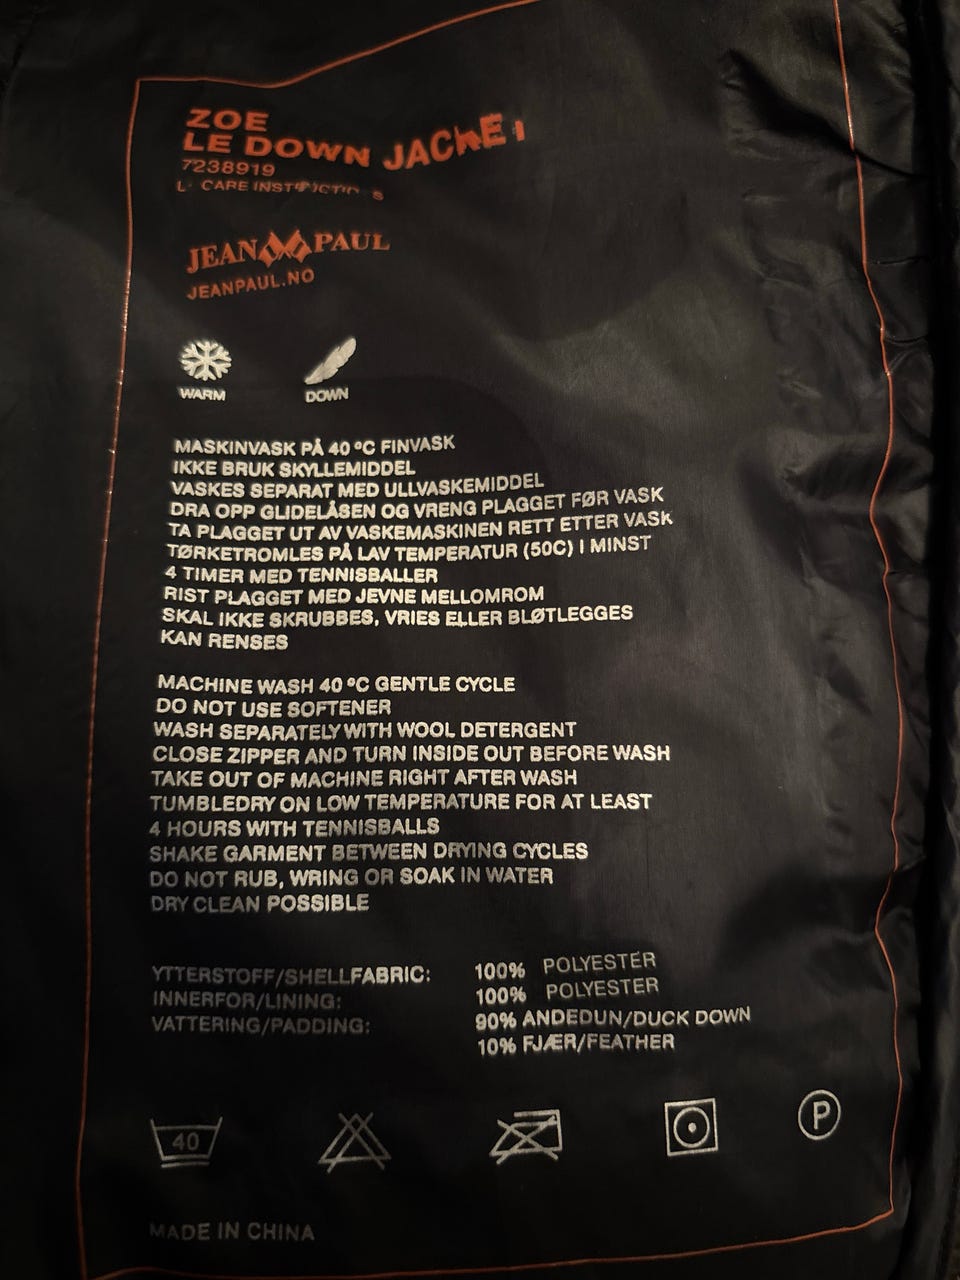 ZOE
LE DOWN JACKET
7238919
CARE INSTRUCTIONS
JEAN PAUL
JEANPAUL.NO
WARM DOWN
MASKINVASK PÅ 40 °C FINVASK
IKKE BRUK SKYLLEMIDDEL
VASKES SEPARAT MED ULLVASKEMIDDEL
DRA OPP GLIDELÅSEN OG VRENG PLAGGET FØR VASK
TA PLAGGET UT AV VASKEMASKINEN RETT ETTER VASK
TØRKETROMLES PÅ LAV TEMPERATUR (50C) I MINST
4 TIMER MED TENNISBALLER
RIST PLAGGET MED JEVNE MELLOMROM
SKAL IKKE SKRUBBES, VRIES ELLER BLØTLEGGES
KAN RENSES
MACHINE WASH 40 °C GENTLE CYCLE
DO NOT USE SOFTENER
WASH SEPARATELY WITH WOOL DETERGENT
CLOSE ZIPPER AND TURN INSIDE OUT BEFORE WASH
TAKE OUT OF MACHINE RIGHT AFTER WASH
TUMBLEDRY ON LOW TEMPERATURE FOR AT LEAST
4 HOURS WITH TENNISBALLS
SHAKE GARMENT BETWEEN DRYING CYCLES
DO NOT RUB, WRING OR SOAK IN WATER
DRY CLEAN POSSIBLE
YTTERSTOFF/SHELLFABRIC: 100% POLYESTER
INNERFOR/LINING: 100% POLYESTER
VATTERING/PADDING: 90% ANDEDUN/DUCK DOWN
10% FJÆR/FEATHER
40 P
MADE IN CHINA